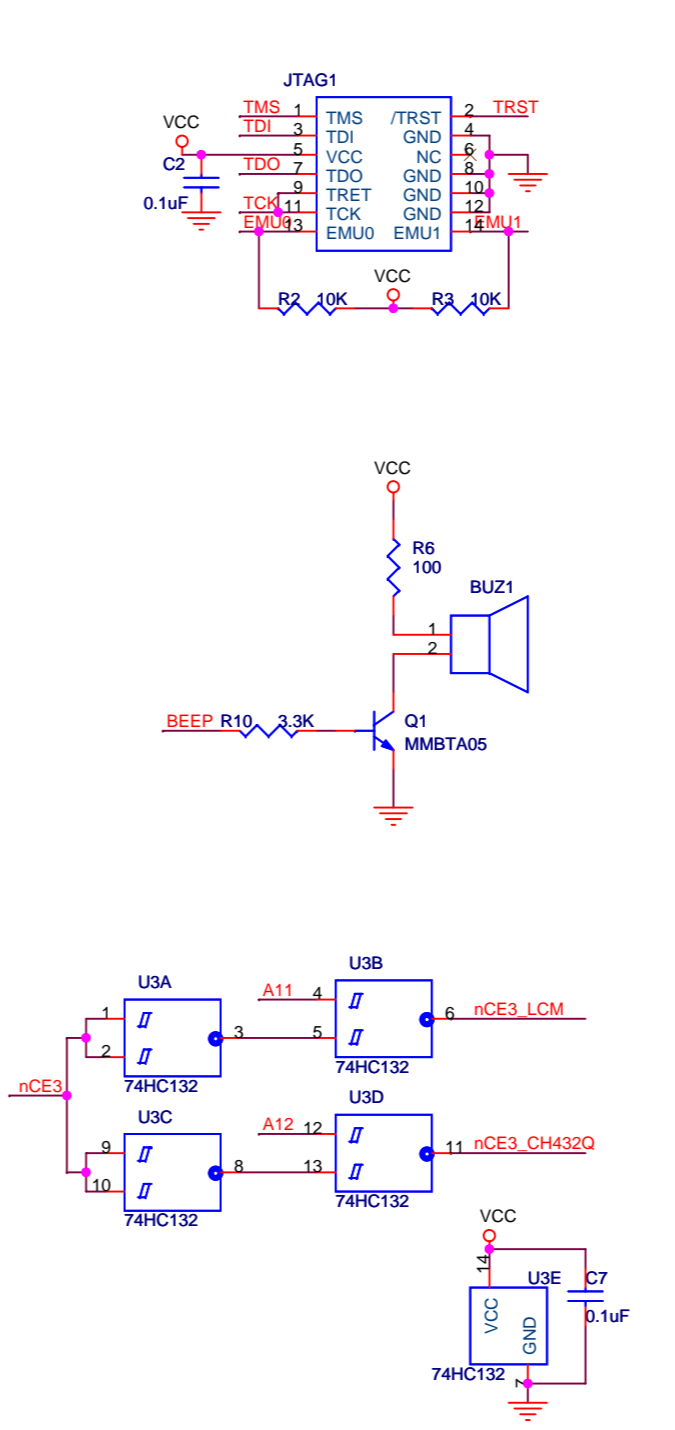 JTAG1
TMS 1 TMS /TRST 2 TRST
TDI 3 TDI GND 4
VCC
5 VCC NC 6
C2
TDO 7 TDO GND 8
0.1uF
9 TRET GND 10
TCK 11 TCK GND 12
EMU0 13 EMU0 EMU1 14 EMU1
VCC
R2 10K R3 10K
VCC
R6
100
BUZ1
1
2
BEEP R10 3.3K Q1
MMBTA05
U3A
U3B
A11 4
1
2
3
5
6 nCE3_LCM
74HC132
74HC132
nCE3
U3C
U3D
A12 12
9
10
8
13
11 nCE3_CH432Q
74HC132
74HC132
VCC
14
U3E C7
VCC
GND
0.1uF
74HC132
7